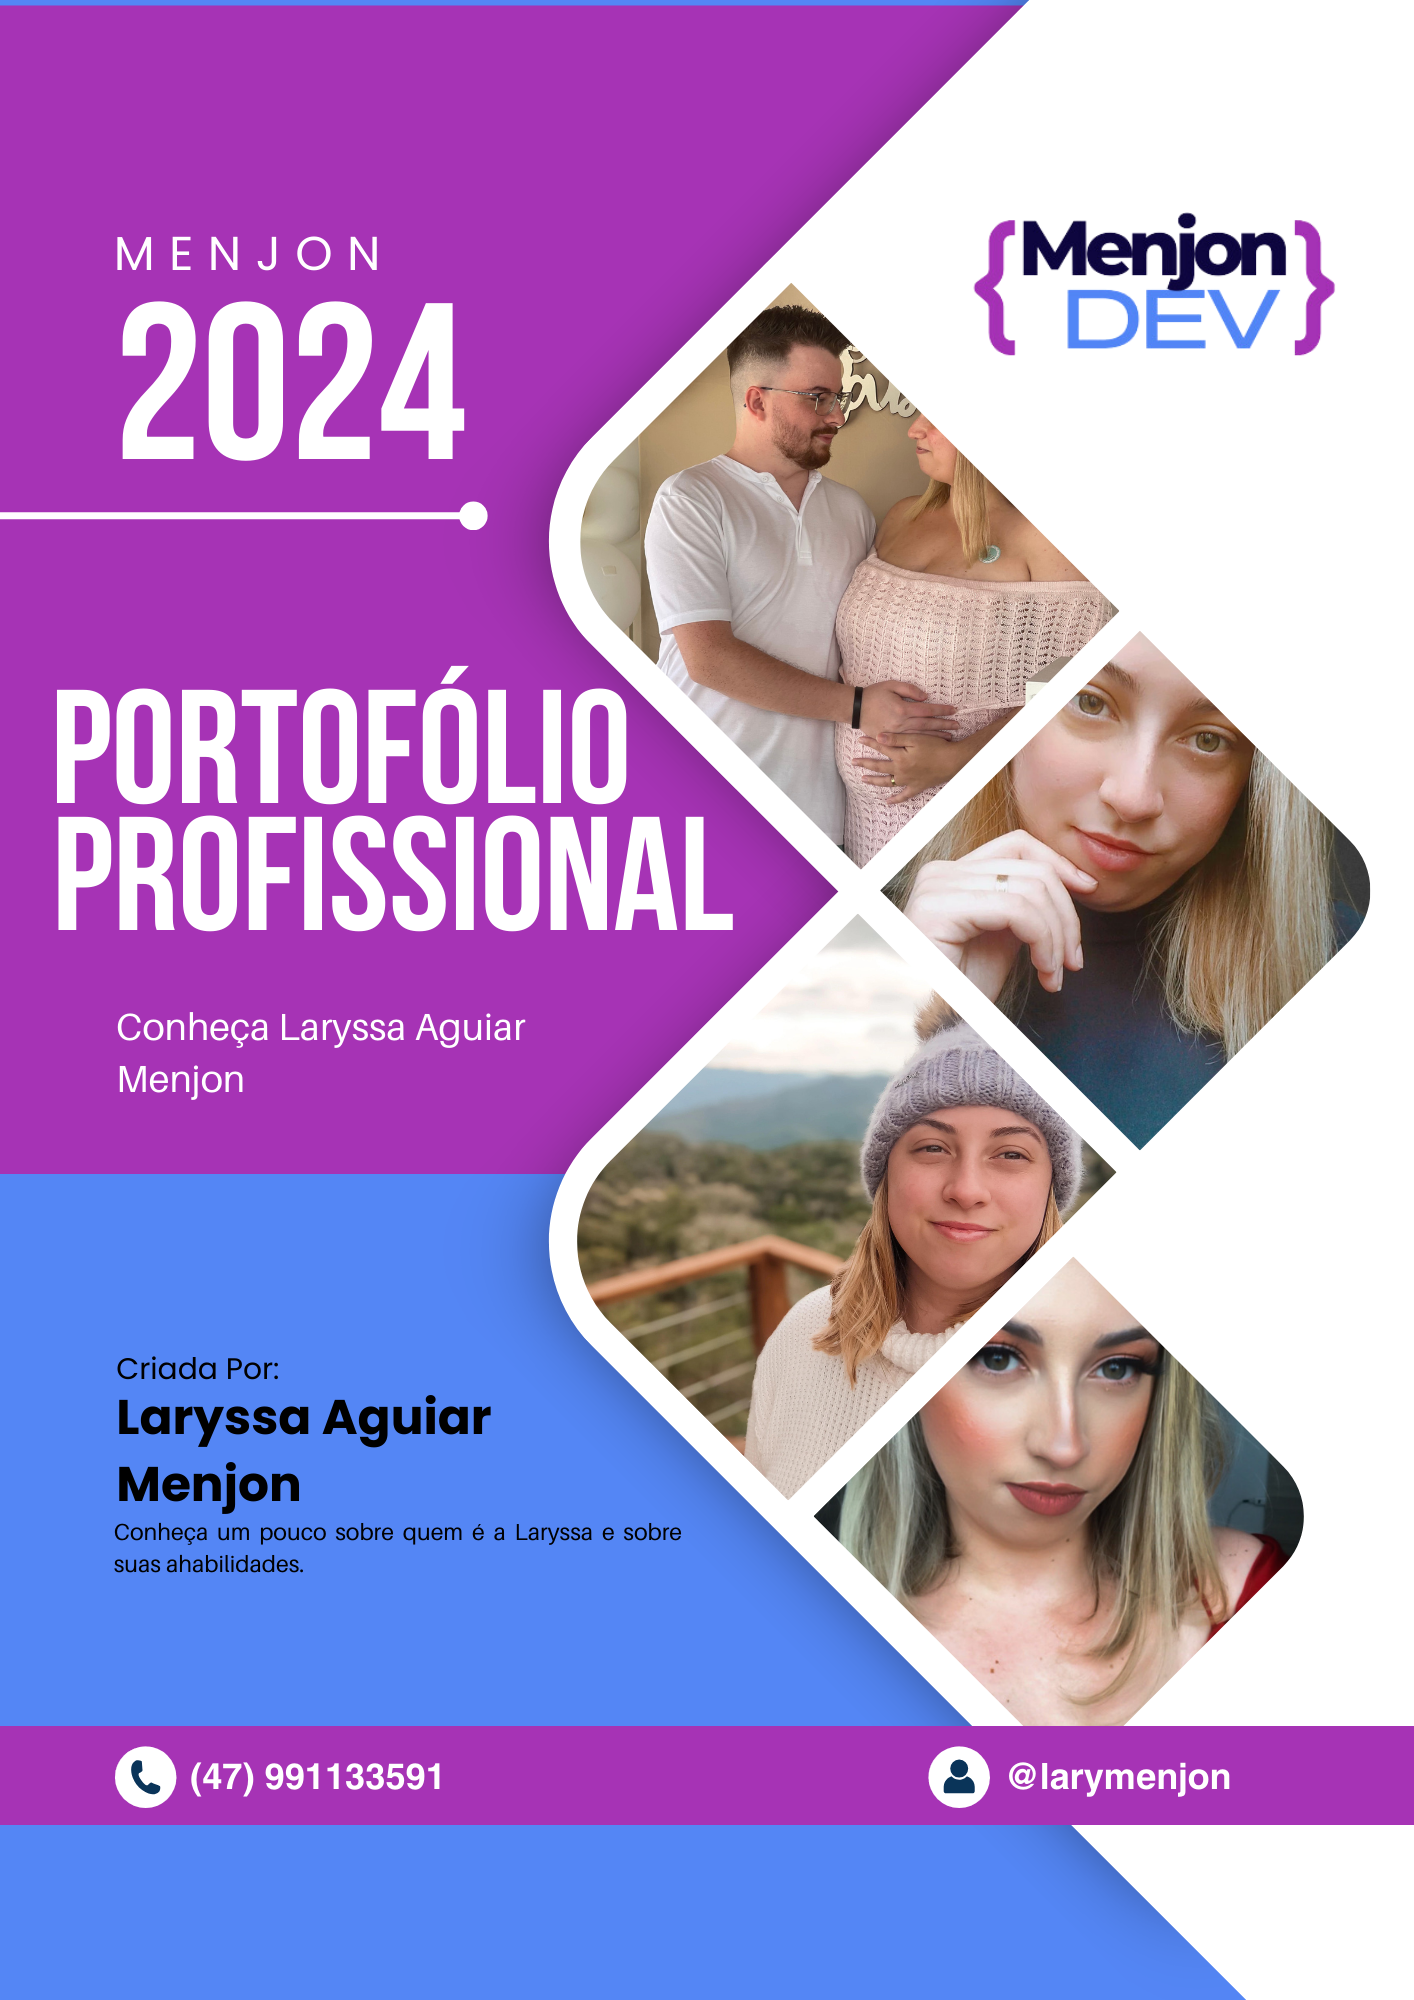 MENJON
2024
{Menjon}
DEV
PORTOFÓLIO
PROFISSIONAL
Conheça Laryssa Aguiar
Menjon
Criada Por:
Laryssa Aguiar
Menjon
Conheça um pouco sobre quem é a Laryssa e sobre
suas ahabilidades.
(47) 991133591
@larymenjon